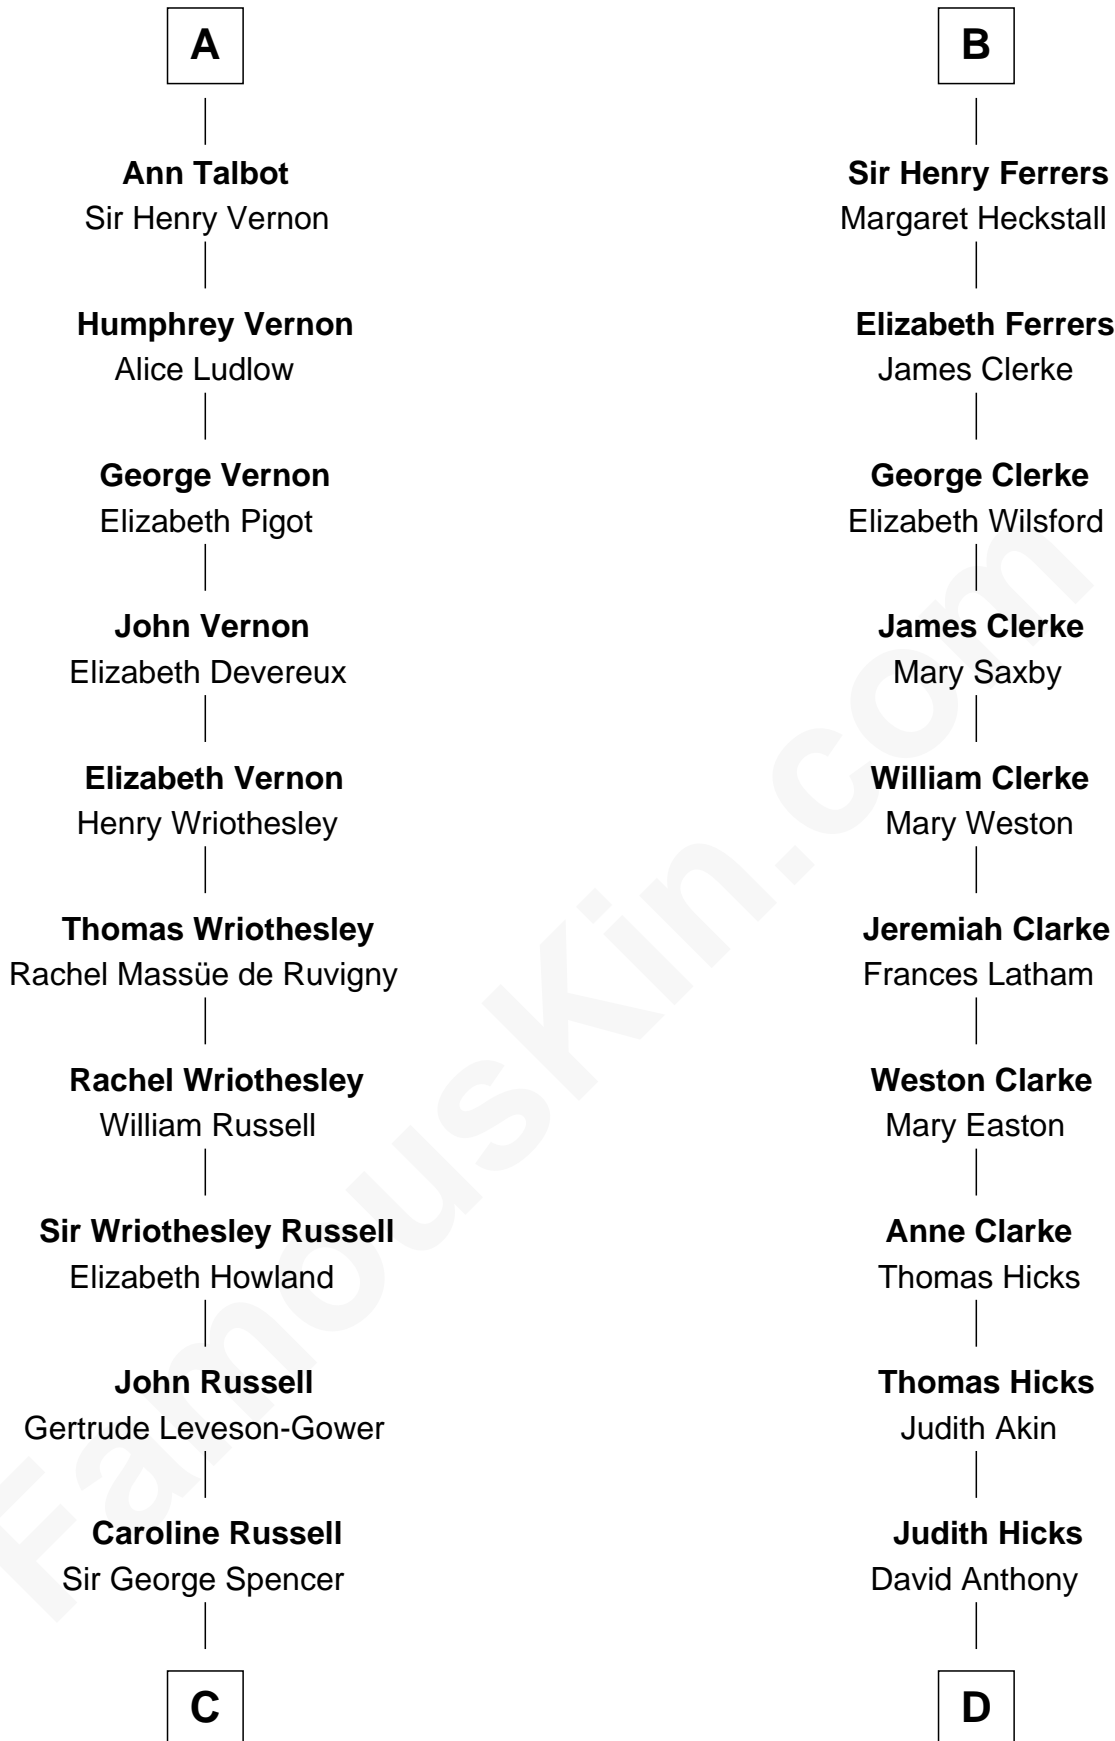 A
Ann Talbot
Sir Henry Vernon
Humphrey Vernon
Alice Ludlow
George Vernon
Elizabeth Pigot
John Vernon
Elizabeth Devereux
Elizabeth Vernon
Henry Wriothesley
Thomas Wriothesley
Rachel Massüe de Ruvigny
Rachel Wriothesley
William Russell
Sir Wriothesley Russell
Elizabeth Howland
John Russell
Gertrude Leveson-Gower
Caroline Russell
Sir George Spencer
C
B
Sir Henry Ferrers
Margaret Heckstall
Elizabeth Ferrers
James Clerke
George Clerke
Elizabeth Wilsford
James Clerke
Mary Saxby
William Clerke
Mary Weston
Jeremiah Clarke
Frances Latham
Weston Clarke
Mary Easton
Anne Clarke
Thomas Hicks
Thomas Hicks
Judith Akin
Judith Hicks
David Anthony
D
FamousKin.com